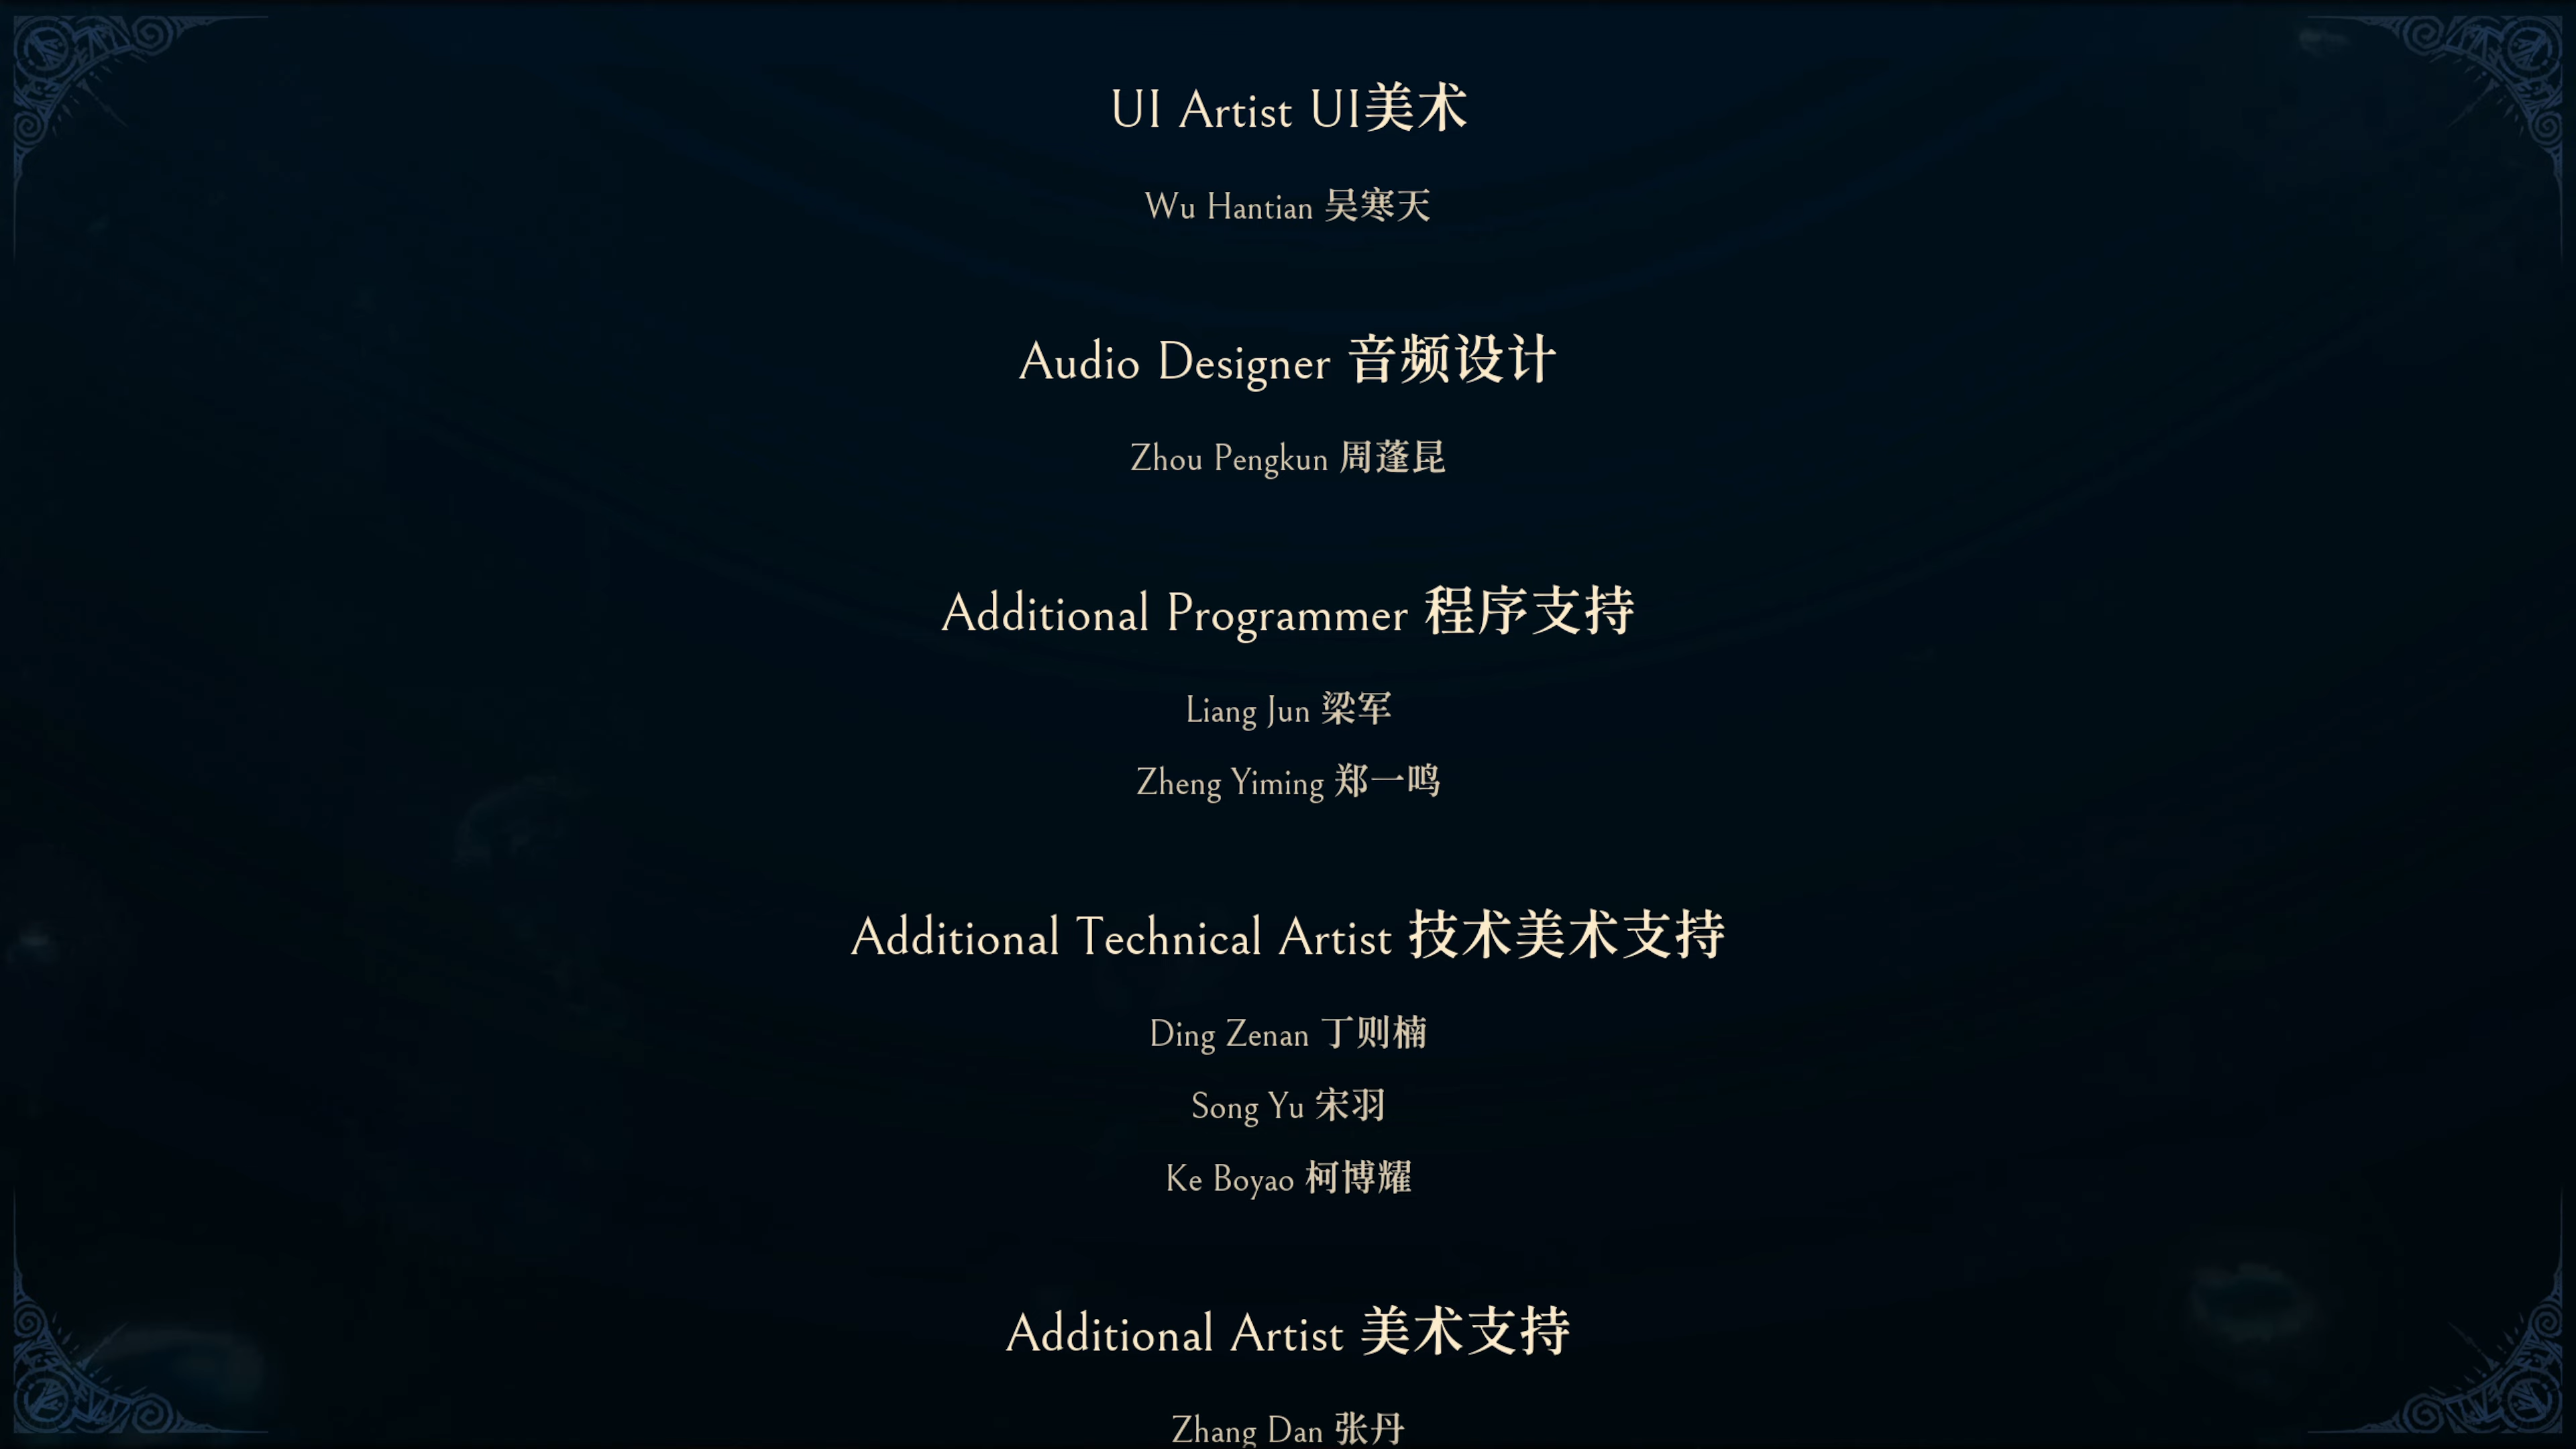 UI Artist UI美术
Wu Hantian 吴寒天
Audio Designer 音频设计
Zhou Pengkun 周蓬昆
Additional Programmer 程序支持
Liang Jun 梁军
Zheng Yiming 郑一鸣
Additional Technical Artist 技术美术支持
Ding Zenan 丁则楠
Song Yu 宋羽
Ke Boyao 柯博耀
Additional Artist 美术支持
Zhang Dan 张丹